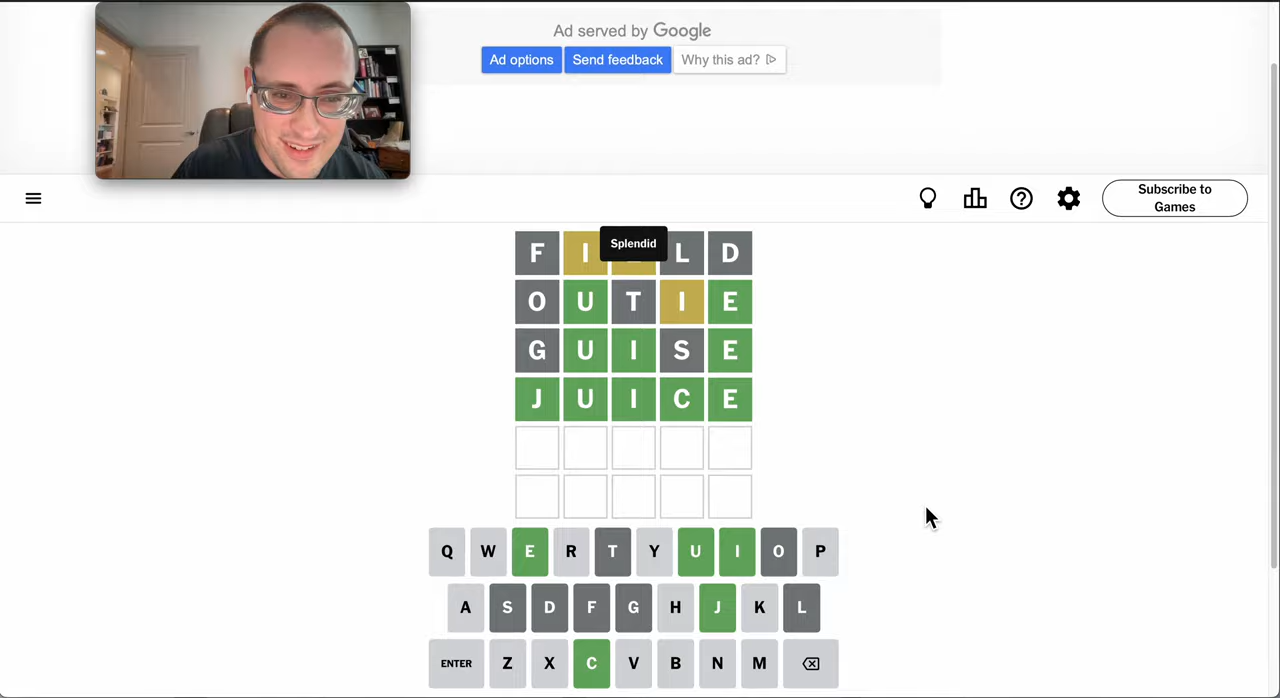 Ad served by Google
Ad options
Send feedback
Why this ad?
Subscribe to
Games
Splendid
F I L D
O U T I E
G U I S E
J U I C E
Q W E R T Y U I O P
A S D F G H J K L
ENTER Z X C V B N M